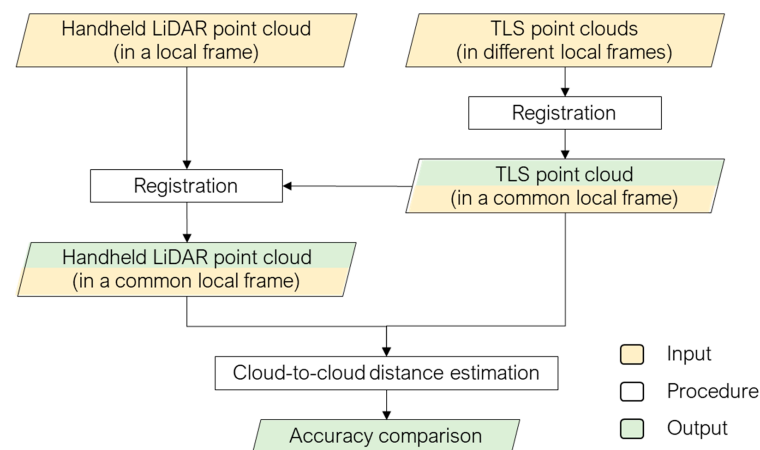 Handheld LiDAR point cloud
(in a local frame)
TLS point clouds
(in different local frames)
Registration
Registration
TLS point cloud
(in a common local frame)
Handheld LiDAR point cloud
(in a common local frame)
Cloud-to-cloud distance estimation
Accuracy comparison
Input
Procedure
Output